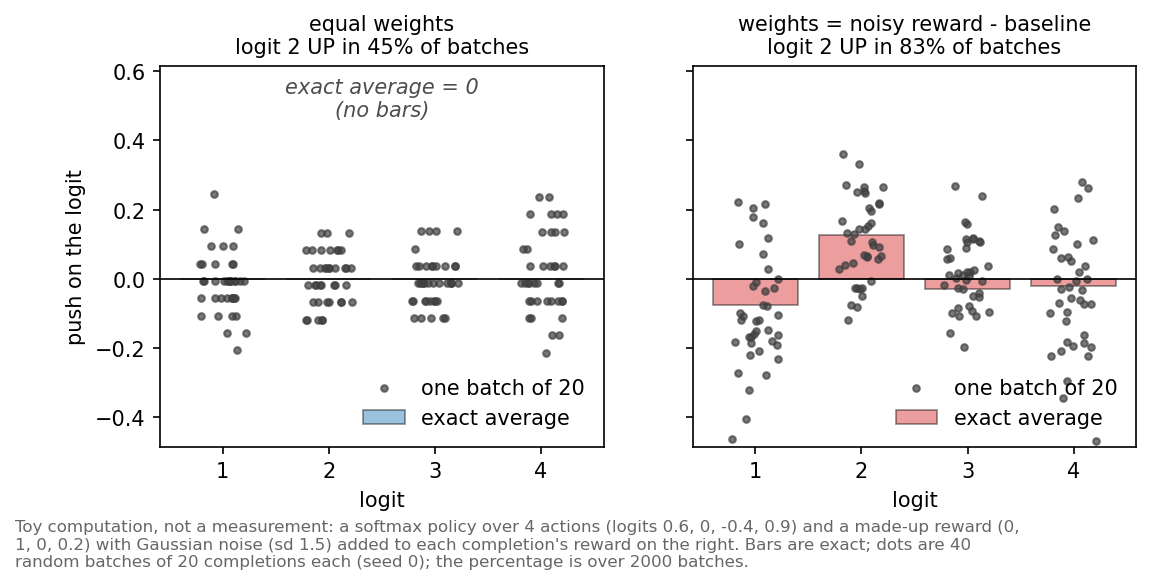 equal weights
logit 2 UP in 45% of batches
weights = noisy reward - baseline
logit 2 UP in 83% of batches
exact average = 0
(no bars)
0.6
0.4
0.2
0.0
−0.2
−0.4
push on the logit
one batch of 20
exact average
one batch of 20
exact average
1
2
3
4
1
2
3
4
logit
logit
Toy computation, not a measurement: a softmax policy over 4 actions (logits 0.6, 0, -0.4, 0.9) and a made-up reward (0,
1, 0, 0.2) with Gaussian noise (sd 1.5) added to each completion's reward on the right. Bars are exact; dots are 40
random batches of 20 completions each (seed 0); the percentage is over 2000 batches.